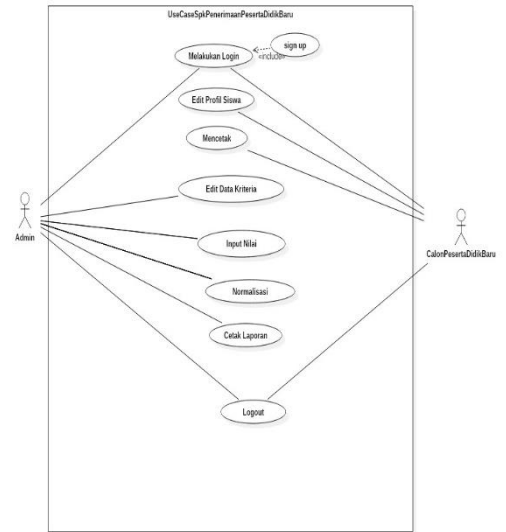 UseCaseSpkPenerimaanPesertaDidikBaru
sign up
«include»
Melakukan Login
Edit Profil Siswa
Mencetak
Edit Data Kriteria
Admin
CalonPesertaDidikBaru
Input Nilai
Normalisasi
Cetak Laporan
Logout